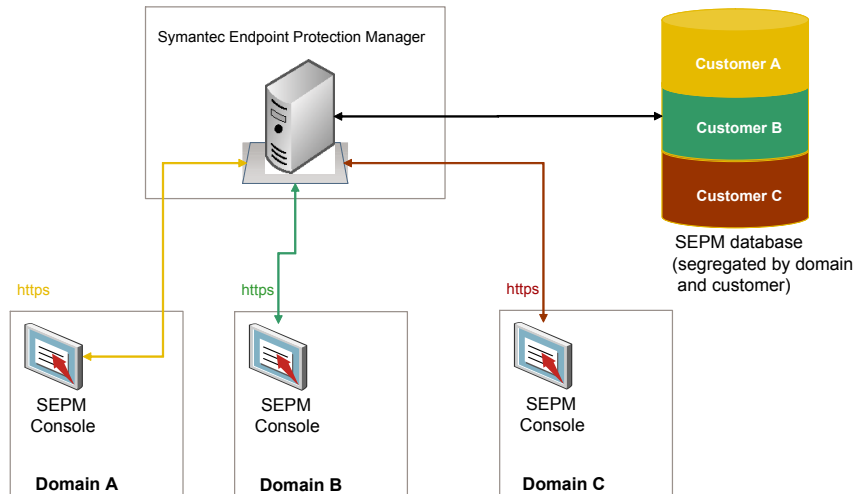 Symantec Endpoint Protection Manager
Customer A
Customer B
Customer C
SEPM database
(segregated by domain
and customer)
https
https
https
SEPM
Console
SEPM
Console
SEPM
Console
Domain A
Domain B
Domain C